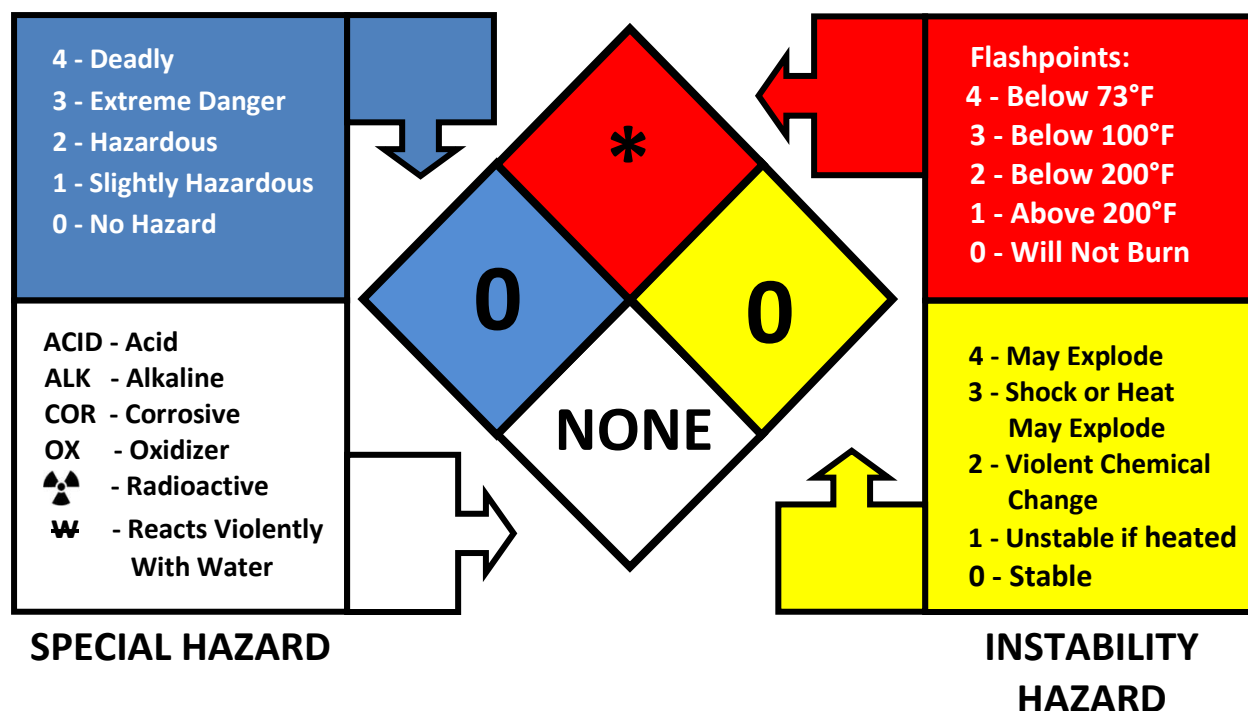 4 - Deadly
3 - Extreme Danger
2 - Hazardous
1 - Slightly Hazardous
0 - No Hazard
*
0
0
NONE
Flashpoints:
4 - Below 73°F
3 - Below 100°F
2 - Below 200°F
1 - Above 200°F
0 - Will Not Burn
ACID - Acid
ALK - Alkaline
COR - Corrosive
OX - Oxidizer
☢ - Radioactive
W̶ - Reacts Violently
With Water
4 - May Explode
3 - Shock or Heat
May Explode
2 - Violent Chemical
Change
1 - Unstable if heated
0 - Stable
SPECIAL HAZARD
INSTABILITY
HAZARD